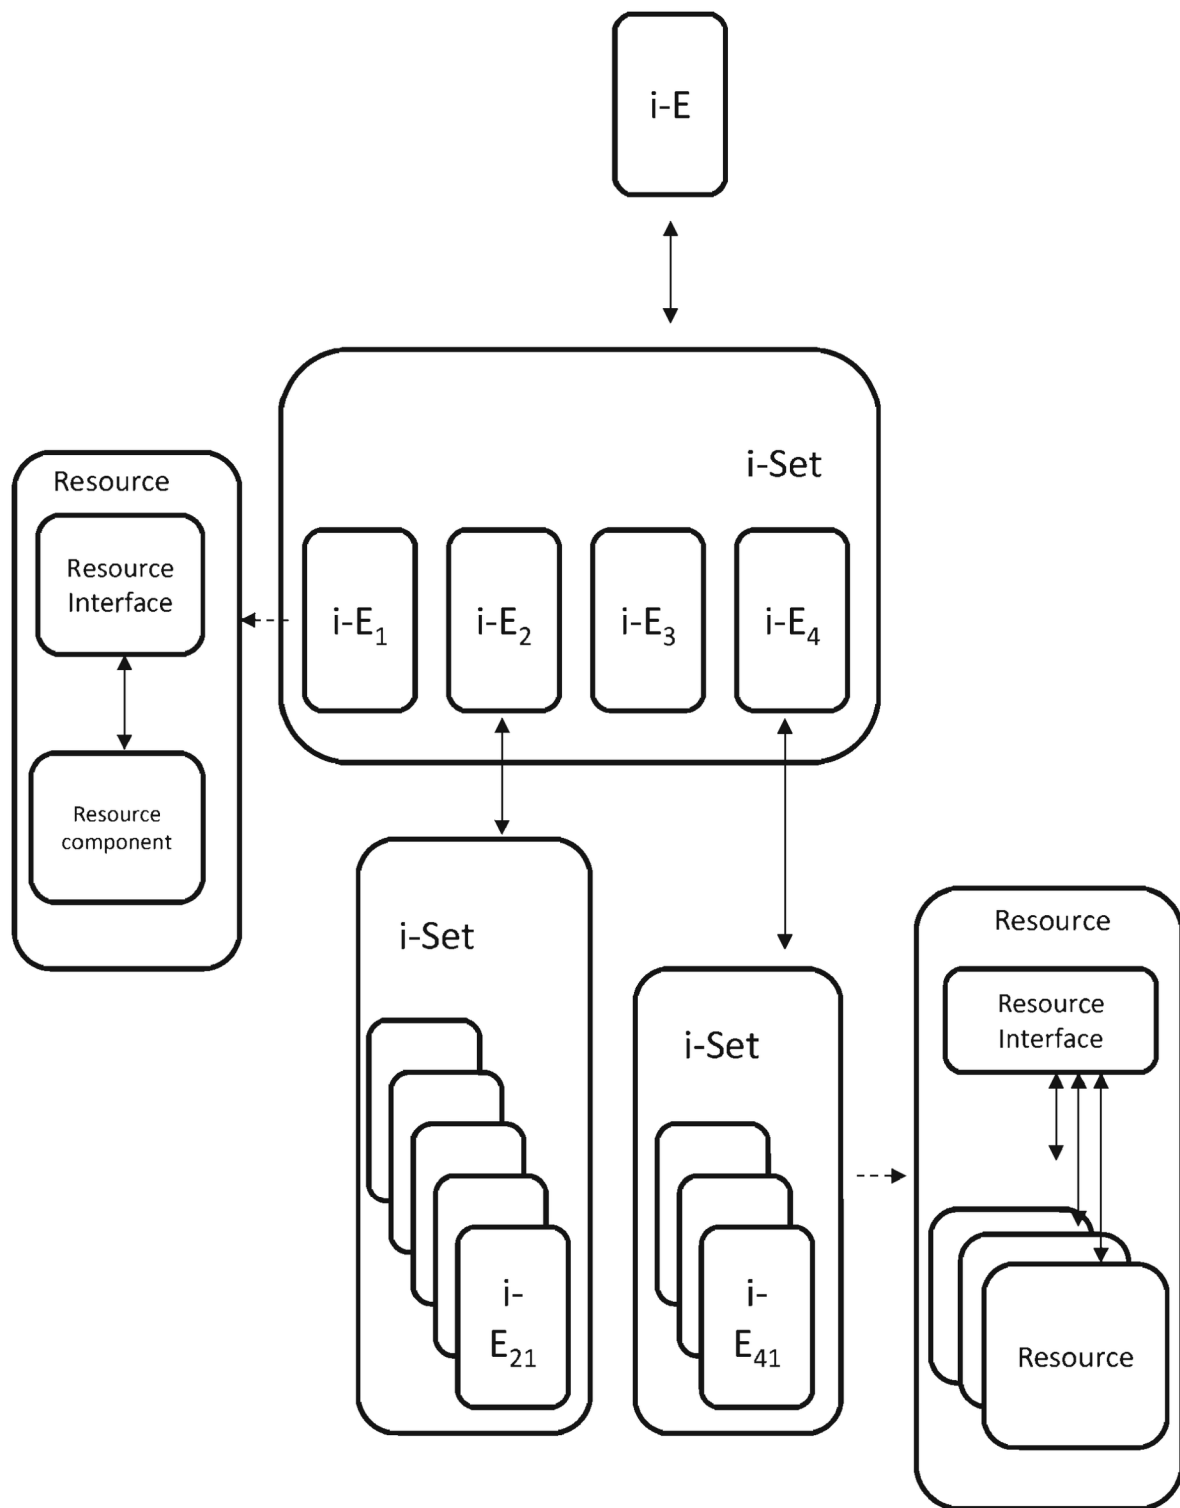 i-E
i-Set
Resource
Resource
Interface
i-E₁
i-E₂
i-E₃
i-E₄
Resource
component
i-Set
i-
E₂₁
i-Set
i-
E₄₁
Resource
Resource
Interface
Resource